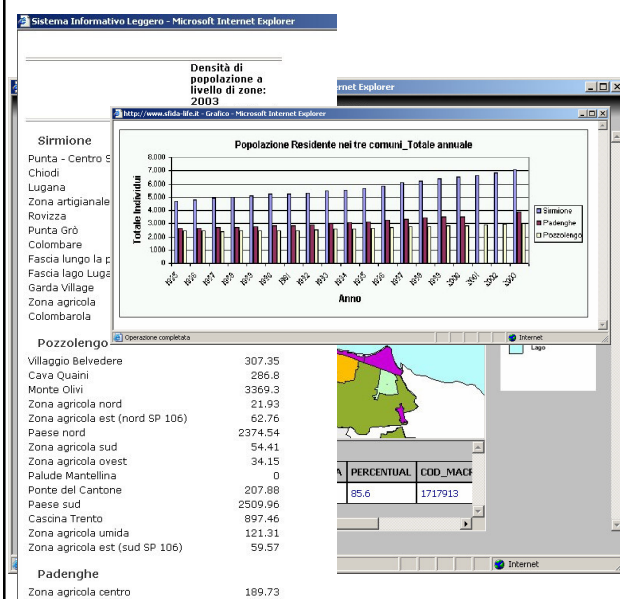 Sistema Informativo Leggero - Microsoft Internet Explorer
Densità di
popolazione a
livello di zone:
2003
rnet Explorer
http://www.sfida-life.it - Grafico - Microsoft Internet Explorer
Popolazione Residente nei tre comuni_Totale annuale
Totale Individui
8.000
7.000
6.000
5.000
4.000
3.000
2.000
1.000
0
Anno
Sirmione
Padenghe
Pozzolengo
Operazione completata
Internet
Sirmione
Punta - Centro S
Chiodi
Lugana
Zona artigianale
Rovizza
Punta Grò
Colombare
Fascia lungo la p
Fascia lago Luga
Garda Village
Zona agricola
Colombarola
Pozzolengo
Villaggio Belvedere 307.35
Cava Quaini 286.8
Monte Olivi 3369.3
Zona agricola nord 21.93
Zona agricola est (nord SP 106) 62.76
Paese nord 2374.54
Zona agricola sud 54.41
Zona agricola ovest 34.15
Palude Mantellina 0
Ponte del Cantone 207.88
Paese sud 2509.96
Cascina Trento 897.46
Zona agricola umida 121.31
Zona agricola est (sud SP 106) 59.57
Padenghe
Zona agricola centro 189.73
Lago
A PERCENTUAL COD_MACR
85.6 1717913
Internet